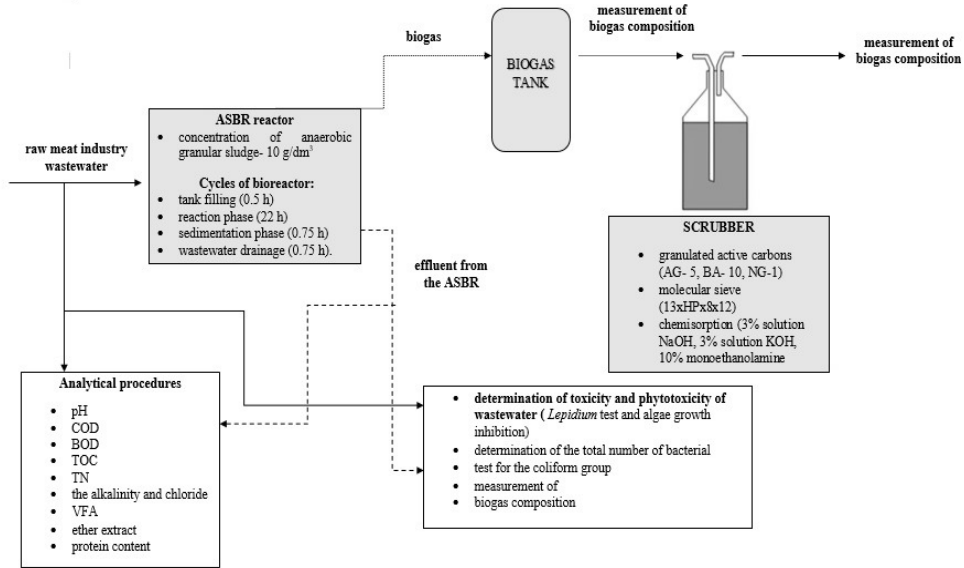 biogas
BIOGAS
TANK
measurement of
biogas composition
measurement of
biogas composition
raw meat industry
wastewater
ASBR reactor
• concentration of anaerobic
granular sludge- 10 g/dm³
Cycles of bioreactor:
• tank filling (0.5 h)
• reaction phase (22 h)
• sedimentation phase (0.75 h)
• wastewater drainage (0.75 h).
effluent from
the ASBR
SCRUBBER
• granulated active carbons
(AG- 5, BA- 10, NG-1)
• molecular sieve
(13xHPx8x12)
• chemisorption (3% solution
NaOH, 3% solution KOH,
10% monoethanolamine
Analytical procedures
• pH
• COD
• BOD
• TOC
• TN
• the alkalinity and chloride
• VFA
• ether extract
• protein content
• determination of toxicity and phytotoxicity of
wastewater ( Lepidium test and algae growth
inhibition)
• determination of the total number of bacterial
• test for the coliform group
• measurement of
• biogas composition